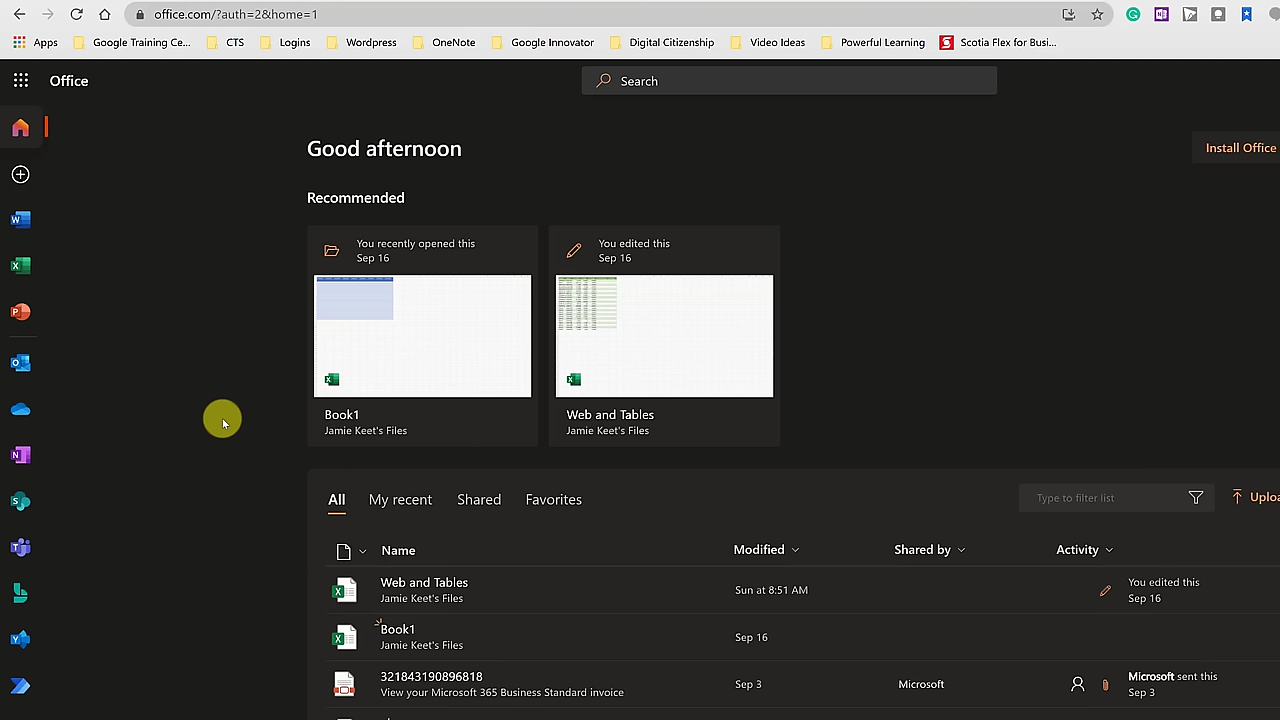 office.com/?auth=2&home=1
Apps Google Training Ce... CTS Logins Wordpress OneNote Google Innovator Digital Citizenship Video Ideas Powerful Learning S Scotia Flex for Busi...
Office
Search
Good afternoon
Install Office
Recommended
You recently opened this
Sep 16
You edited this
Sep 16
Book1
Jamie Keet's Files
Web and Tables
Jamie Keet's Files
All My recent Shared Favorites
Type to filter list
Uploa
Name Modified Shared by Activity
Web and Tables
Jamie Keet's Files
Sun at 8:51 AM
You edited this
Sep 16
Book1
Jamie Keet's Files
Sep 16
321843190896818
View your Microsoft 365 Business Standard invoice
Sep 3
Microsoft
Microsoft sent this
Sep 3